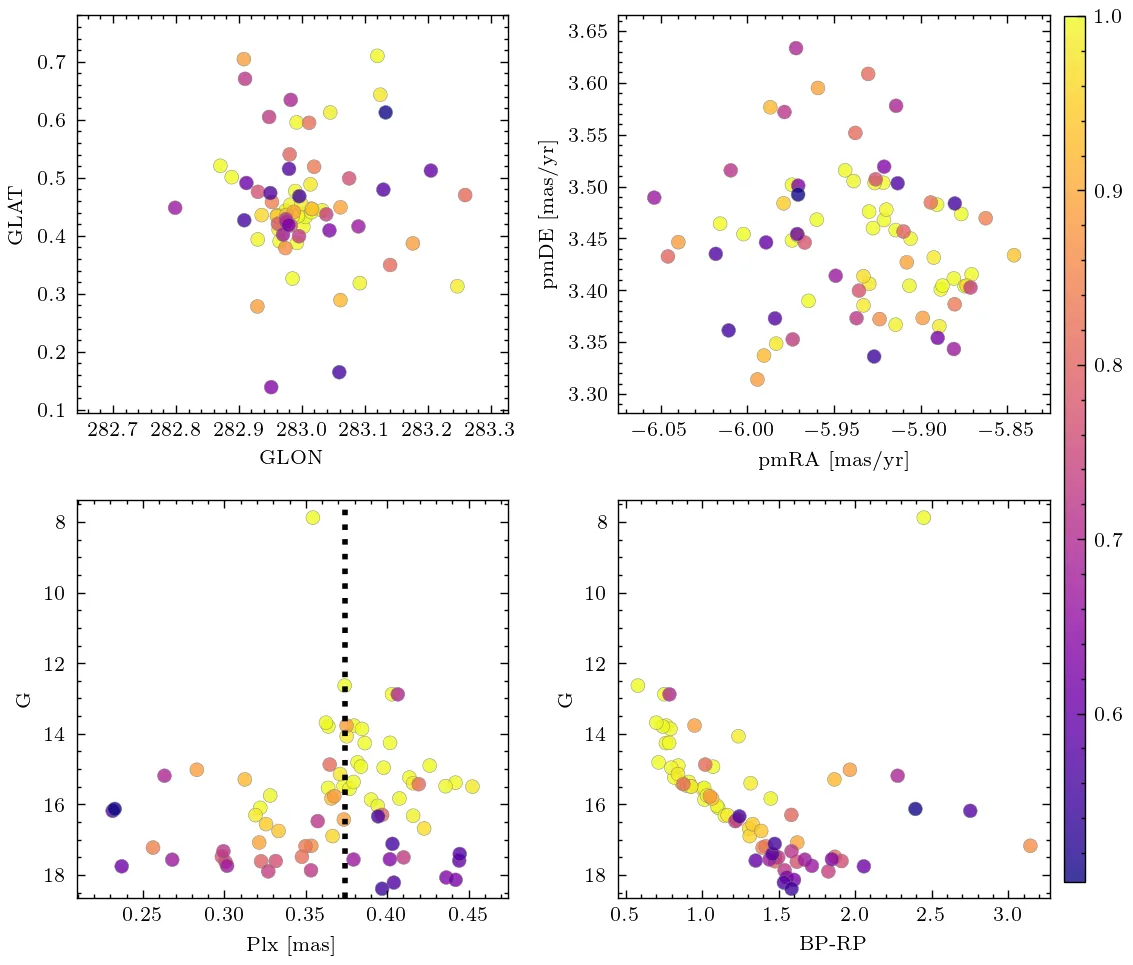 0.7
0.6
0.5
0.4
0.3
0.2
0.1
GLAT
282.7 282.8 282.9 283.0 283.1 283.2 283.3
GLON
3.65
3.60
3.55
3.50
3.45
3.40
3.35
3.30
pmDE [mas/yr]
−6.05 −6.00 −5.95 −5.90 −5.85
pmRA [mas/yr]
8
10
12
14
16
18
G
0.25 0.30 0.35 0.40 0.45
Plx [mas]
8
10
12
14
16
18
G
0.5 1.0 1.5 2.0 2.5 3.0
BP-RP
1.0
0.9
0.8
0.7
0.6